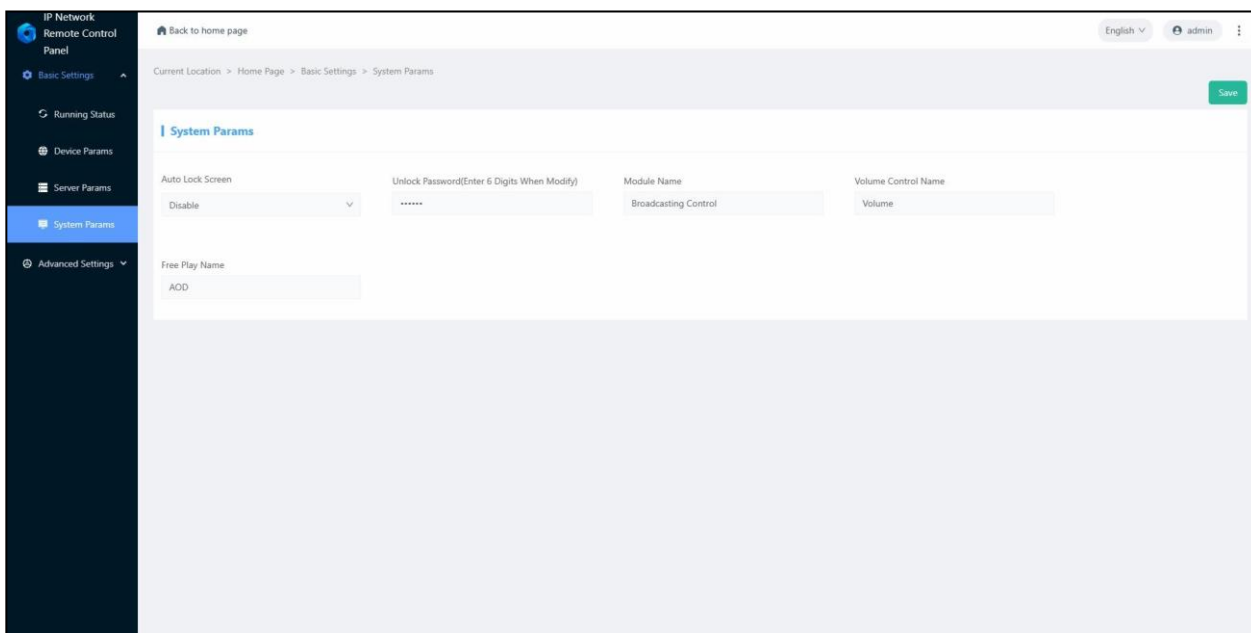 IP Network
Remote Control
Panel
Back to home page
English
admin
Basic Settings
Current Location > Home Page > Basic Settings > System Params
Save
Running Status
System Params
Device Params
Server Params
System Params
Advanced Settings
Auto Lock Screen
Disable
Unlock Password(Enter 6 Digits When Modify)
••••••
Module Name
Broadcasting Control
Volume Control Name
Volume
Free Play Name
AOD